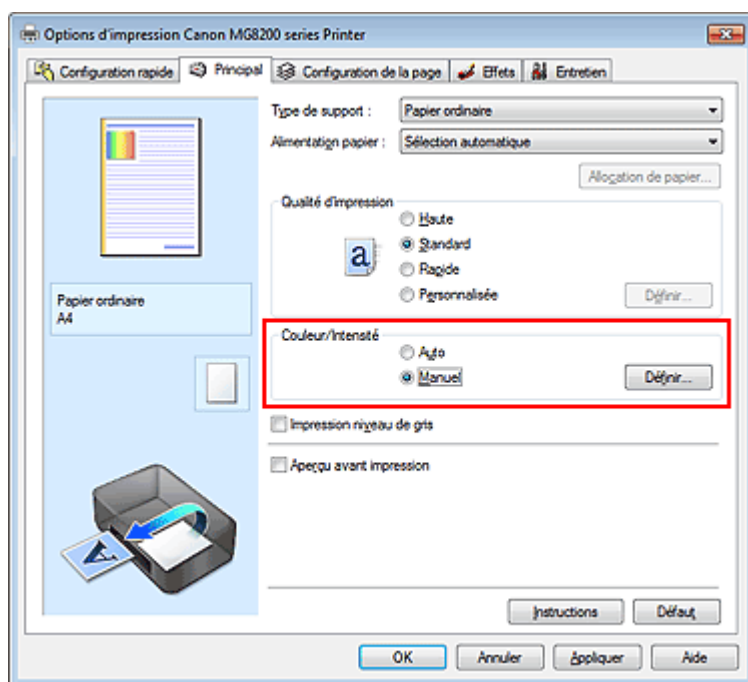 Options d'impression Canon MG8200 series Printer
Configuration rapide Principal Configuration de la page Effets Entretien
Type de support : Papier ordinaire
Alimentation papier : Sélection automatique
Allocation de papier...
Qualité d'impression
Haute
a Standard
Rapide
Personnalisée Définir...
Papier ordinaire
A4
Couleur/Intensité
Auto
Manuel Définir...
Impression niveau de gris
Aperçu avant impression
A
Instructions Défaut
OK Annuler Appliquer Aide